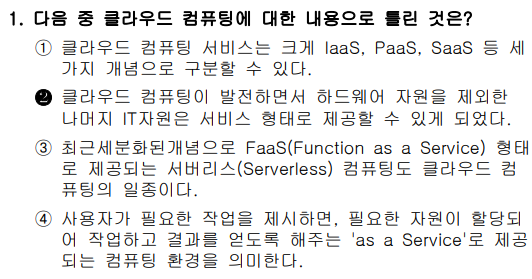 1. 다음 중 클라우드 컴퓨팅에 대한 내용으로 틀린 것은?
① 클라우드 컴퓨팅 서비스는 크게 IaaS, PaaS, SaaS 등 세
가지 개념으로 구분할 수 있다.
❷ 클라우드 컴퓨팅이 발전하면서 하드웨어 자원을 제외한
나머지 IT자원은 서비스 형태로 제공할 수 있게 되었다.
③ 최근세분화된개념으로 FaaS(Function as a Service) 형태
로 제공되는 서버리스(Serverless) 컴퓨팅도 클라우드 컴
퓨팅의 일종이다.
④ 사용자가 필요한 작업을 제시하면, 필요한 자원이 할당되
어 작업하고 결과를 얻도록 해주는 'as a Service'로 제공
되는 컴퓨팅 환경을 의미한다.